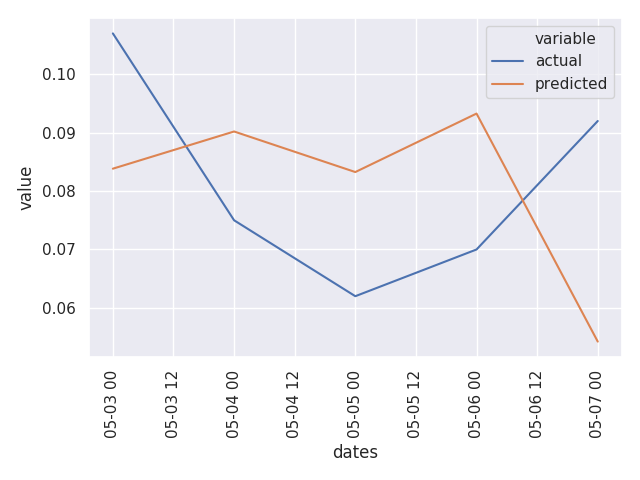 variable
actual
predicted
value
0.10
0.09
0.08
0.07
0.06
05-03 00
05-03 12
05-04 00
05-04 12
05-05 00
05-05 12
05-06 00
05-06 12
05-07 00
dates